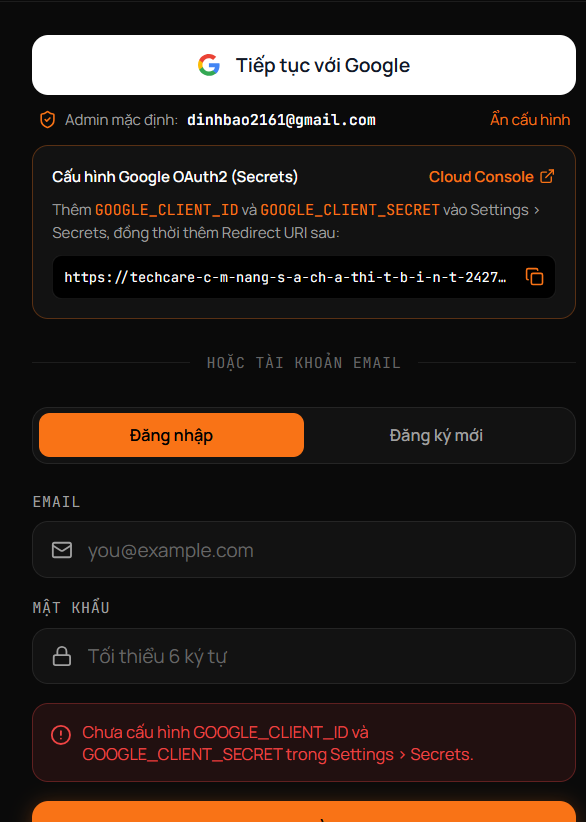 Tiếp tục với Google
Admin mặc định: dinhbao2161@gmail.com Ẩn cấu hình
Cấu hình Google OAuth2 (Secrets) Cloud Console
Thêm GOOGLE_CLIENT_ID và GOOGLE_CLIENT_SECRET vào Settings >
Secrets, đồng thời thêm Redirect URI sau:
https://techcare-c-m-nang-s-a-ch-a-thi-t-b-i-n-t-2427…
HOẶC TÀI KHOẢN EMAIL
Đăng nhập Đăng ký mới
EMAIL
you@example.com
MẬT KHẨU
Tối thiểu 6 ký tự
Chưa cấu hình GOOGLE_CLIENT_ID và
GOOGLE_CLIENT_SECRET trong Settings > Secrets.